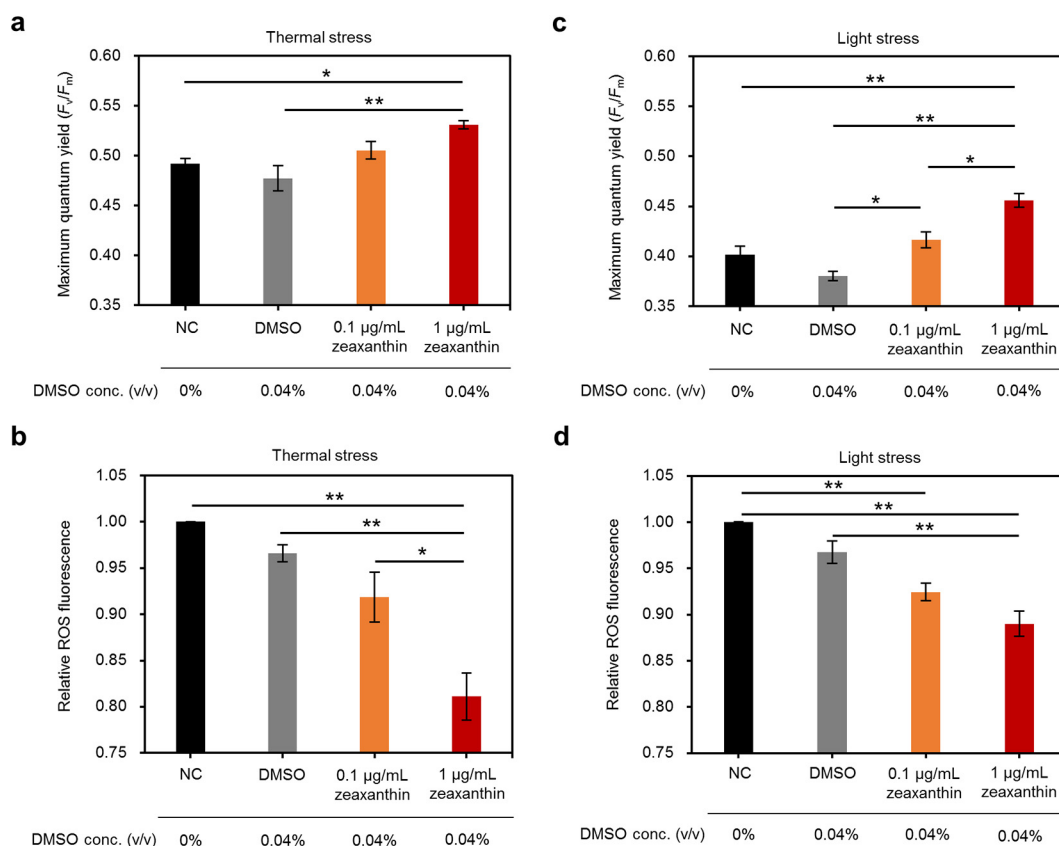 a
Thermal stress
Maximum quantum yield (Fv/Fm)
0.60
0.55
0.50
0.45
0.40
0.35
*
**
NC
DMSO
0.1 µg/mL
zeaxanthin
1 µg/mL
zeaxanthin
DMSO conc. (v/v) 0% 0.04% 0.04% 0.04%
c
Light stress
Maximum quantum yield (Fv/Fm)
0.60
0.55
0.50
0.45
0.40
0.35
**
**
*
*
NC
DMSO
0.1 µg/mL
zeaxanthin
1 µg/mL
zeaxanthin
DMSO conc. (v/v) 0% 0.04% 0.04% 0.04%
b
Thermal stress
Relative ROS fluorescence
1.05
1.00
0.95
0.90
0.85
0.80
0.75
**
**
*
NC
DMSO
0.1 µg/mL
zeaxanthin
1 µg/mL
zeaxanthin
DMSO conc. (v/v) 0% 0.04% 0.04% 0.04%
d
Light stress
Relative ROS fluorescence
1.05
1.00
0.95
0.90
0.85
0.80
0.75
**
**
**
NC
DMSO
0.1 µg/mL
zeaxanthin
1 µg/mL
zeaxanthin
DMSO conc. (v/v) 0% 0.04% 0.04% 0.04%